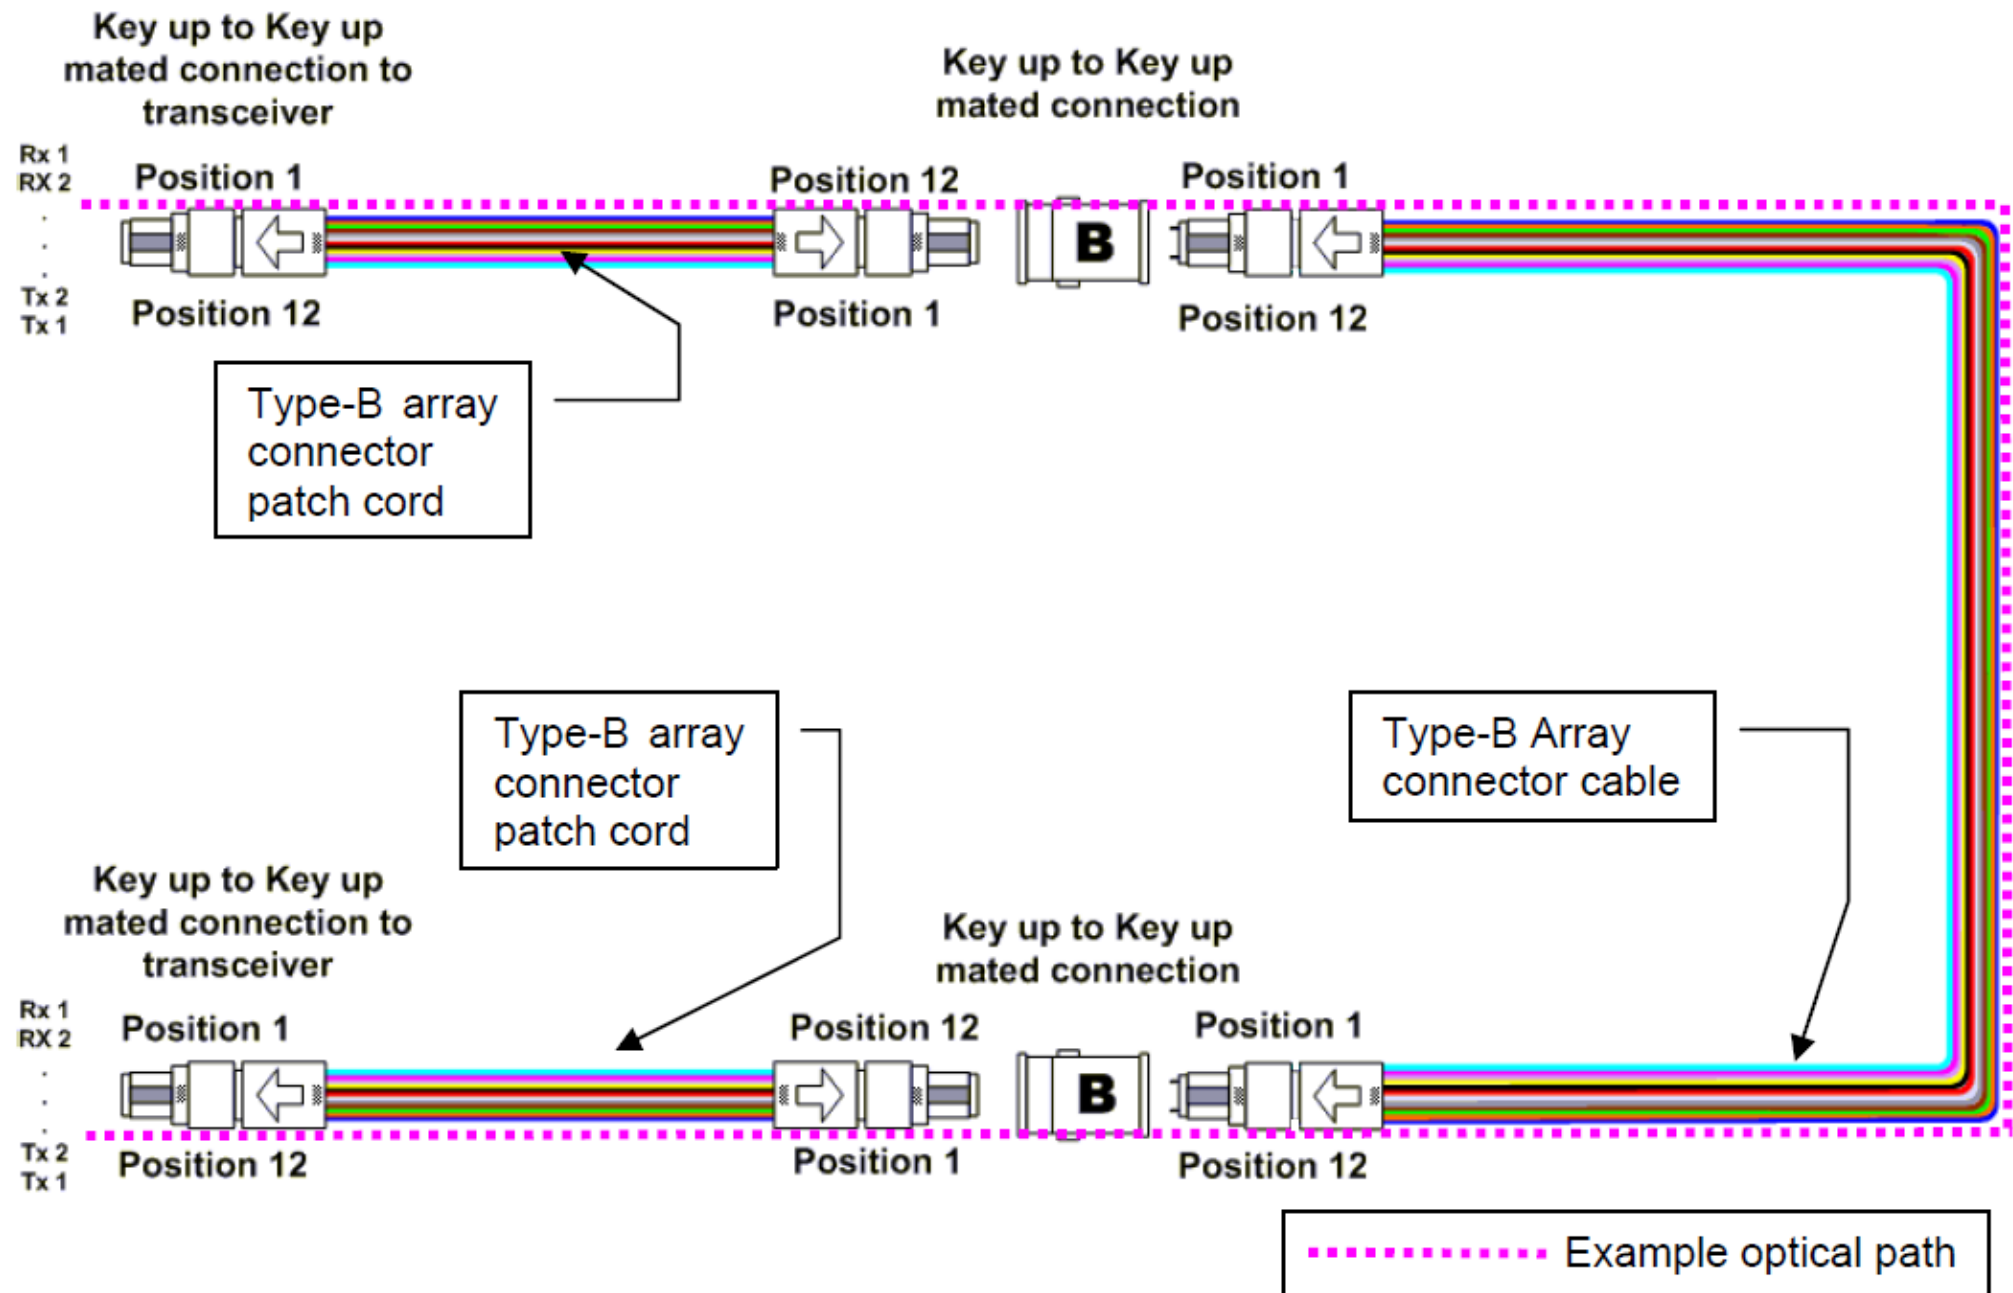 Key up to Key up
mated connection to
transceiver
Key up to Key up
mated connection
Rx 1
RX 2
.
.
.
Tx 2
Tx 1
Position 1
Position 12
Position 1
B
Position 12
Position 1
Position 12
Type-B array
connector
patch cord
Type-B array
connector
patch cord
Type-B Array
connector cable
Key up to Key up
mated connection to
transceiver
Key up to Key up
mated connection
Rx 1
RX 2
.
.
.
Tx 2
Tx 1
Position 1
Position 12
Position 1
B
Position 12
Position 1
Position 12
Example optical path